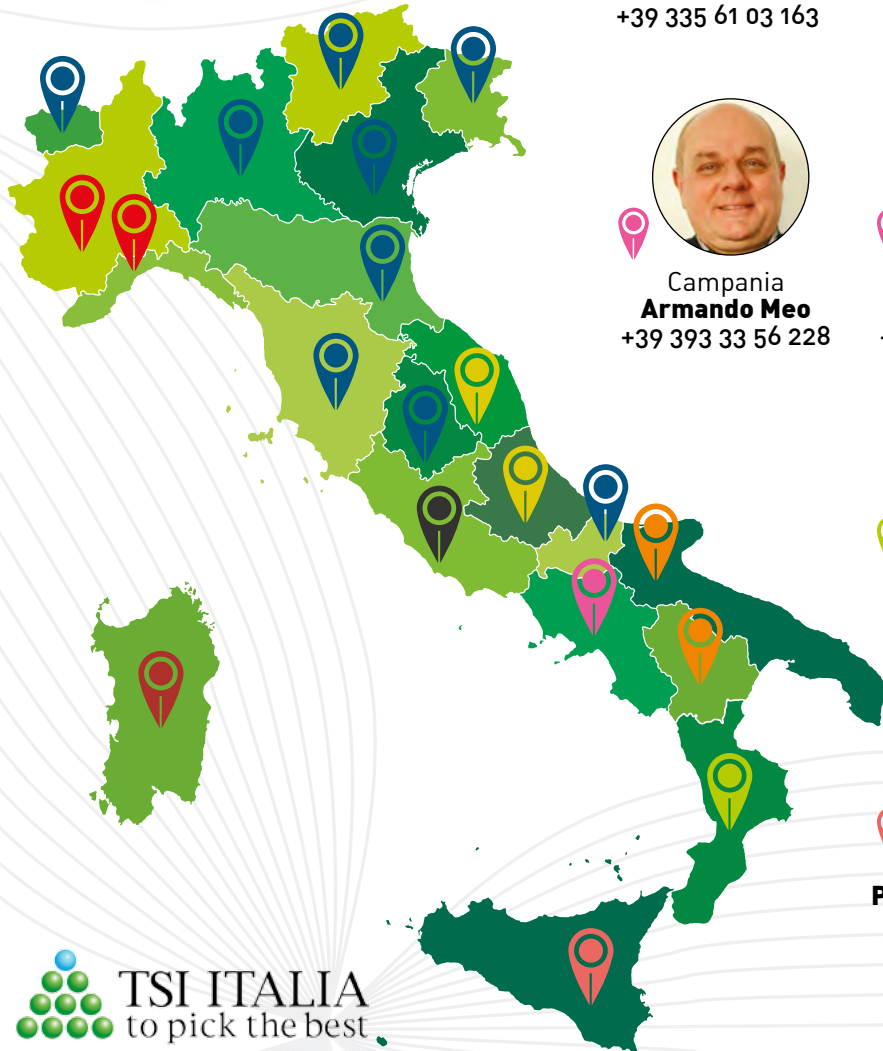 +39 335 61 03 163
Campania
Armando Meo
+39 393 33 56 228
P
TSI ITALIA
to pick the best